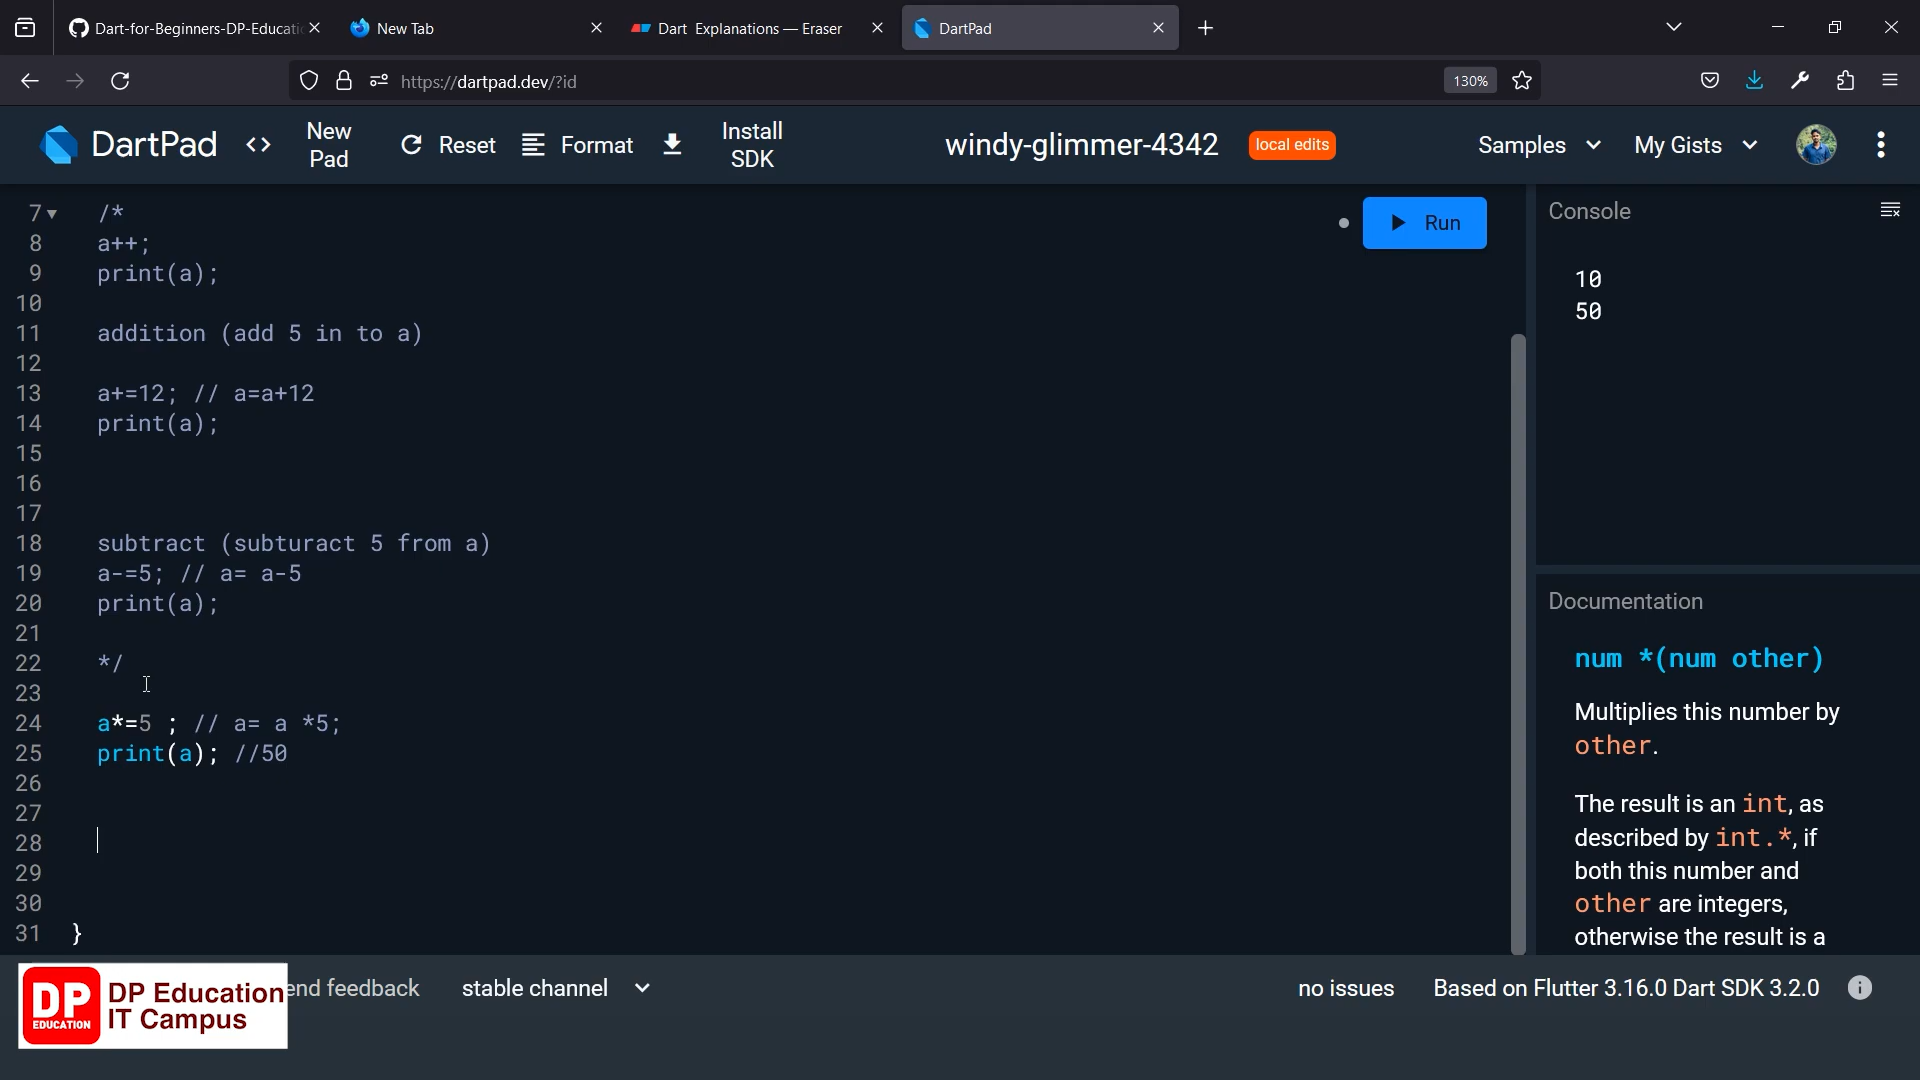 Dart-for-Beginners-DP-Educati
New Tab
Dart Explanations — Eraser
DartPad
https://dartpad.dev/?id
130%
DartPad
<>
New
Pad
Reset
Format
Install
SDK
windy-glimmer-4342
local edits
Samples
My Gists
7 /*
8 a++;
9 print(a);
10
11 addition (add 5 in to a)
12
13 a+=12; // a=a+12
14 print(a);
15
16
17
18 subtract (subturact 5 from a)
19 a-=5; // a= a-5
20 print(a);
21
22 */
23
24 a*=5 ; // a= a *5;
25 print(a); //50
26
27
28
29
30
31 }
Run
Console
10
50
Documentation
num *(num other)
Multiplies this number by
other.
The result is an int, as
described by int.*, if
both this number and
other are integers,
otherwise the result is a
DP
EDUCATION
DP Education
IT Campus
end feedback
stable channel
no issues
Based on Flutter 3.16.0 Dart SDK 3.2.0